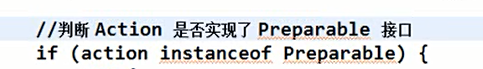 //判断 Action 是否实现了 Preparable 接口
if (action instanceof Preparable) {